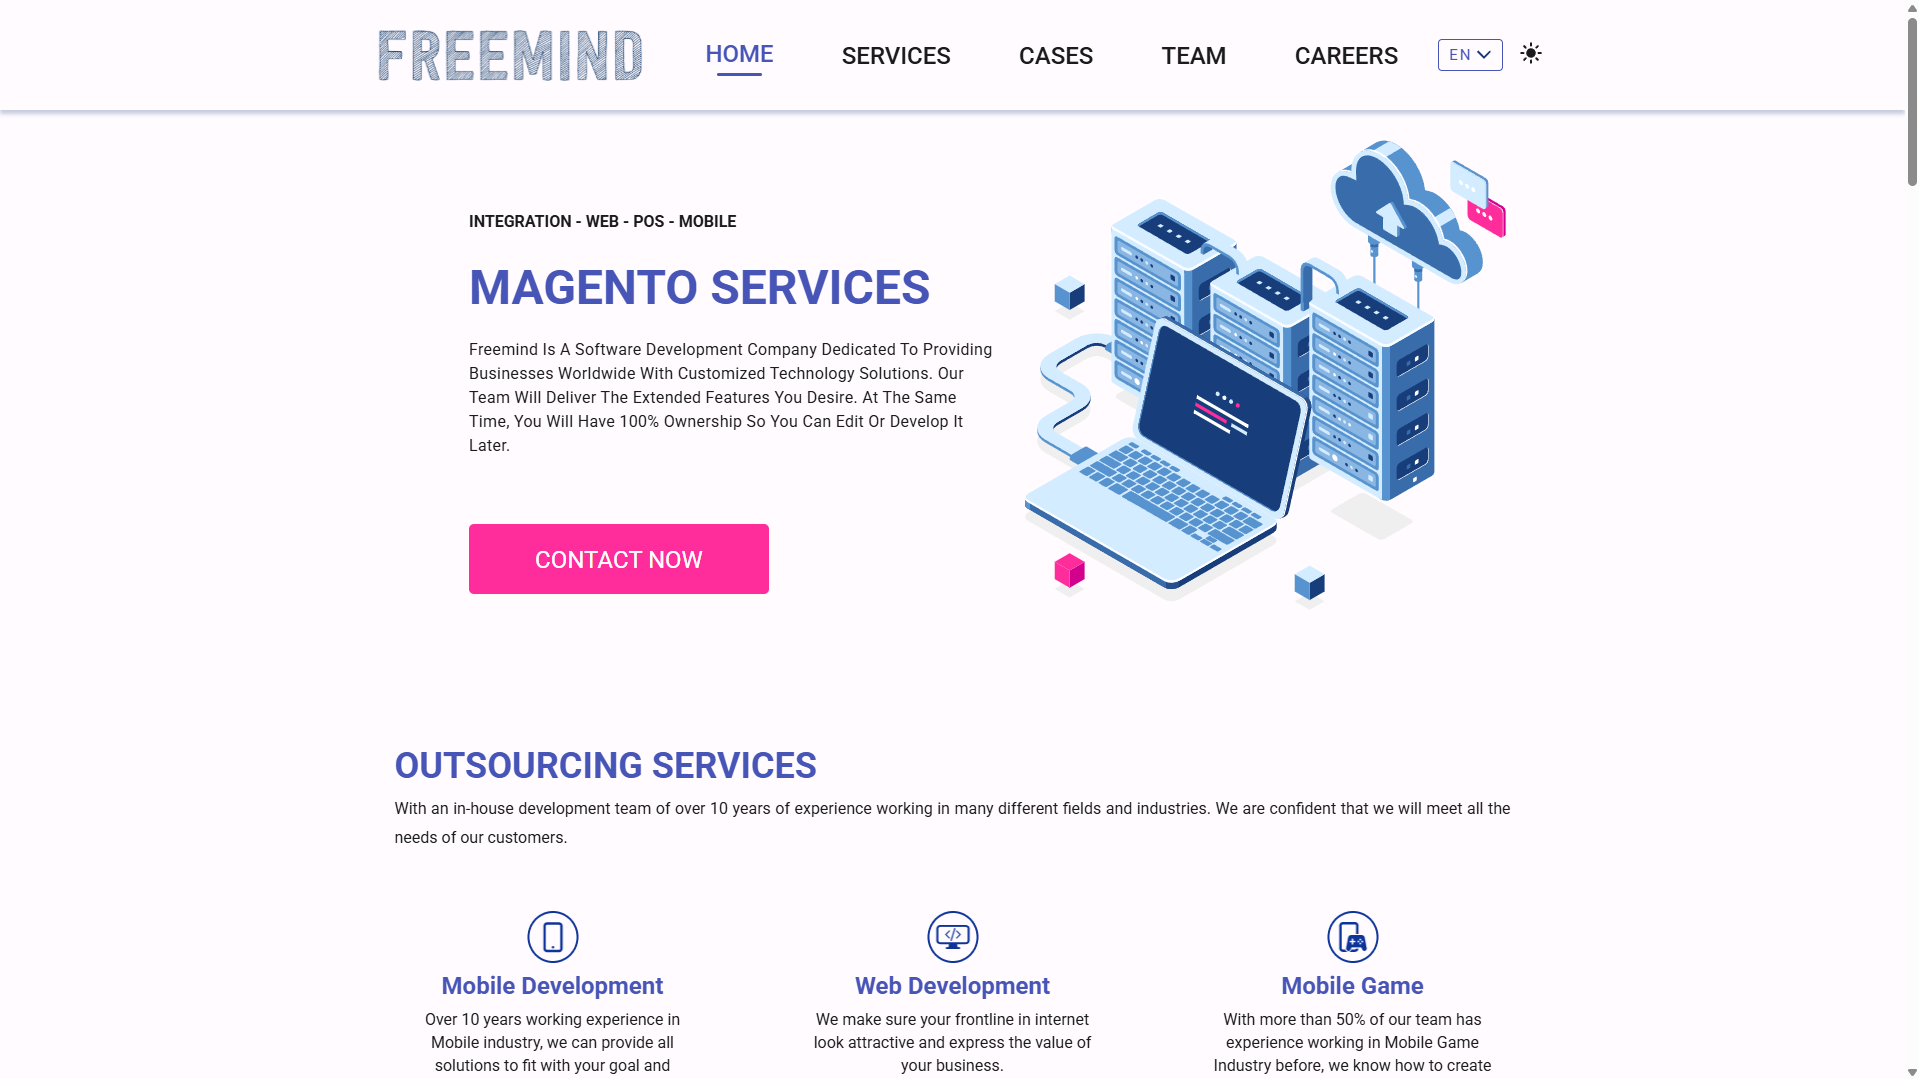 FREEMIND
HOME
SERVICES
CASES
TEAM
CAREERS
EN
INTEGRATION - WEB - POS - MOBILE
MAGENTO SERVICES
Freemind Is A Software Development Company Dedicated To Providing
Businesses Worldwide With Customized Technology Solutions. Our
Team Will Deliver The Extended Features You Desire. At The Same
Time, You Will Have 100% Ownership So You Can Edit Or Develop It
Later.
CONTACT NOW
OUTSOURCING SERVICES
With an in-house development team of over 10 years of experience working in many different fields and industries. We are confident that we will meet all the
needs of our customers.
Mobile Development
Over 10 years working experience in
Mobile industry, we can provide all
solutions to fit with your goal and
Web Development
We make sure your frontline in internet
look attractive and express the value of
your business.
Mobile Game
With more than 50% of our team has
experience working in Mobile Game
Industry before, we know how to create